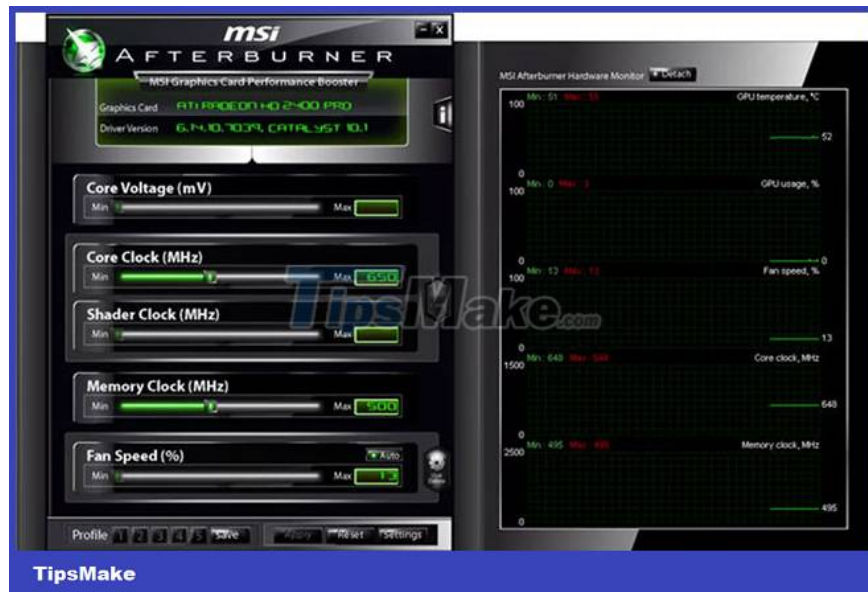 msi
AFTERBURNER
MSI Graphics Card Performance Booster
Graphics Card ATI RADEON HD 2400 PRO
Driver Version 6.14.10.7039, CATALYST 10.1
Core Voltage (mV)
Min Max
Core Clock (MHz)
Min Max 650
Shader Clock (MHz)
Min Max
Memory Clock (MHz)
Min Max 500
Fan Speed (%)
Auto
Min Max 13
Profile 1 2 3 4 5 save Apply Reset Settings
MSI Afterburner Hardware Monitor Detach
100 Min : 51 Max : 53 GPU temperature, °C
52
0
100 Min : 0 Max : 3 GPU usage, %
0 0
100 Min : 13 Max : 13 Fan speed, %
13
0
1500 Min : 648 Max : 648 Core clock, MHz
648
0
2500 Min : 495 Max : 495 Memory clock, MHz
495
0
TipsMake.com
TipsMake